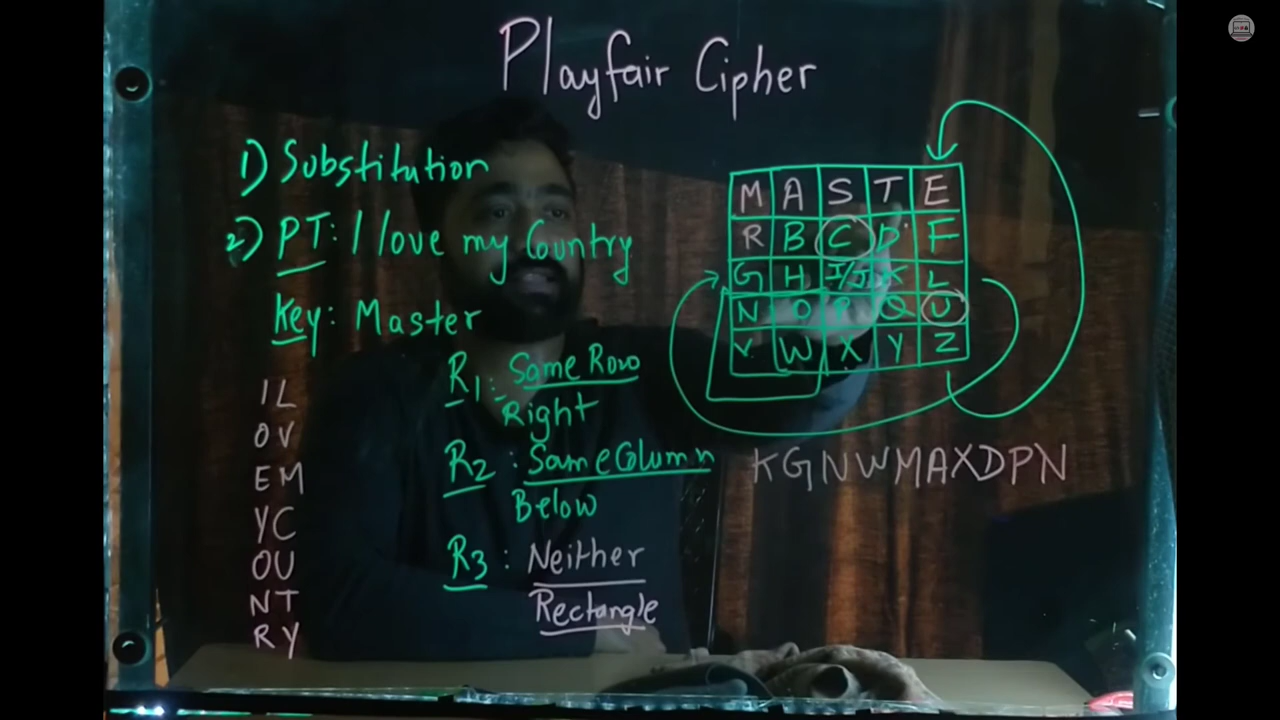 Playfair Cipher
1) Substitution
2) PT: I love my Country
Key: Master
IL
OV
EM
YC
OU
NT
RY
R1: Same Row
Right
R2: Same Column
Below
R3: Neither
Rectangle
M A S T E
R B C D F
G H I/J K L
N O P Q U
V W X Y Z
KGNWMAXDPN